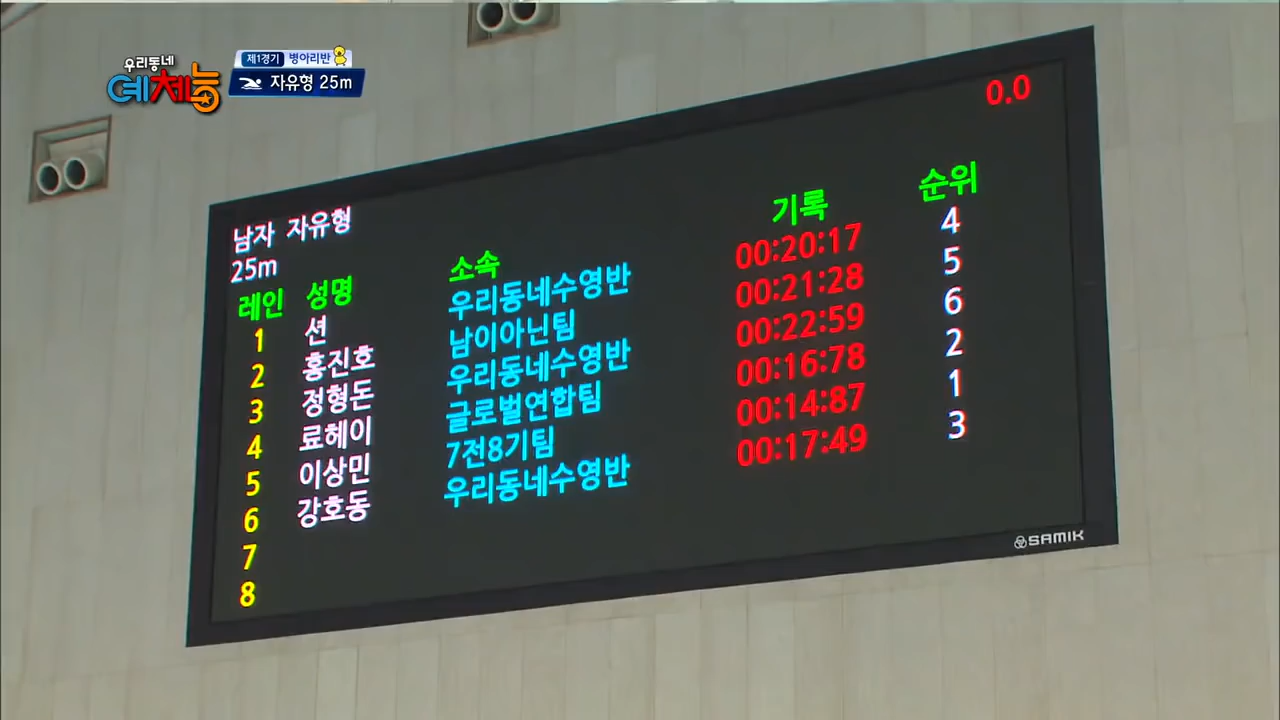 우리동네
예체능
제1경기 병아리반
자유형 25m
0.0
남자 자유형
25m
레인 성명 소속 기록 순위
1 션 우리동네수영반 00:20:17 4
2 홍진호 남이아닌팀 00:21:28 5
3 정형돈 우리동네수영반 00:22:59 6
4 료헤이 글로벌연합팀 00:16:78 2
5 이상민 7전8기팀 00:14:87 1
6 강호동 우리동네수영반 00:17:49 3
7
8
SAMIK